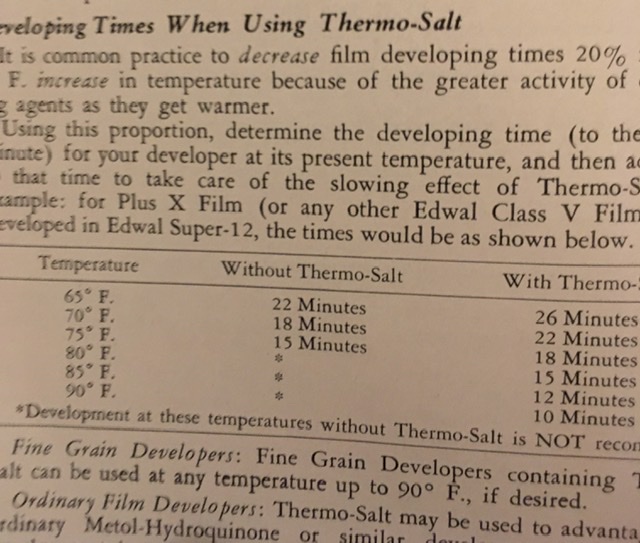 eveloping Times When Using Thermo-Salt
It is common practice to decrease film developing times 20%
F. increase in temperature because of the greater activity of
g agents as they get warmer.
Using this proportion, determine the developing time (to the
inute) for your developer at its present temperature, and then a
that time to take care of the slowing effect of Thermo-S
ample: for Plus X Film (or any other Edwal Class V Film
eveloped in Edwal Super-12, the times would be as shown below.
Temperature Without Thermo-Salt With Thermo-
65° F. 22 Minutes 26 Minutes
70° F. 18 Minutes 22 Minutes
75° F. 15 Minutes 18 Minutes
80° F. * 15 Minutes
85° F. * 12 Minutes
90° F. * 10 Minutes
*Development at these temperatures without Thermo-Salt is NOT recom
Fine Grain Developers: Fine Grain Developers containing T
alt can be used at any temperature up to 90° F., if desired.
Ordinary Film Developers: Thermo-Salt may be used to advanta
rdinary Metol-Hydroquinone or similar